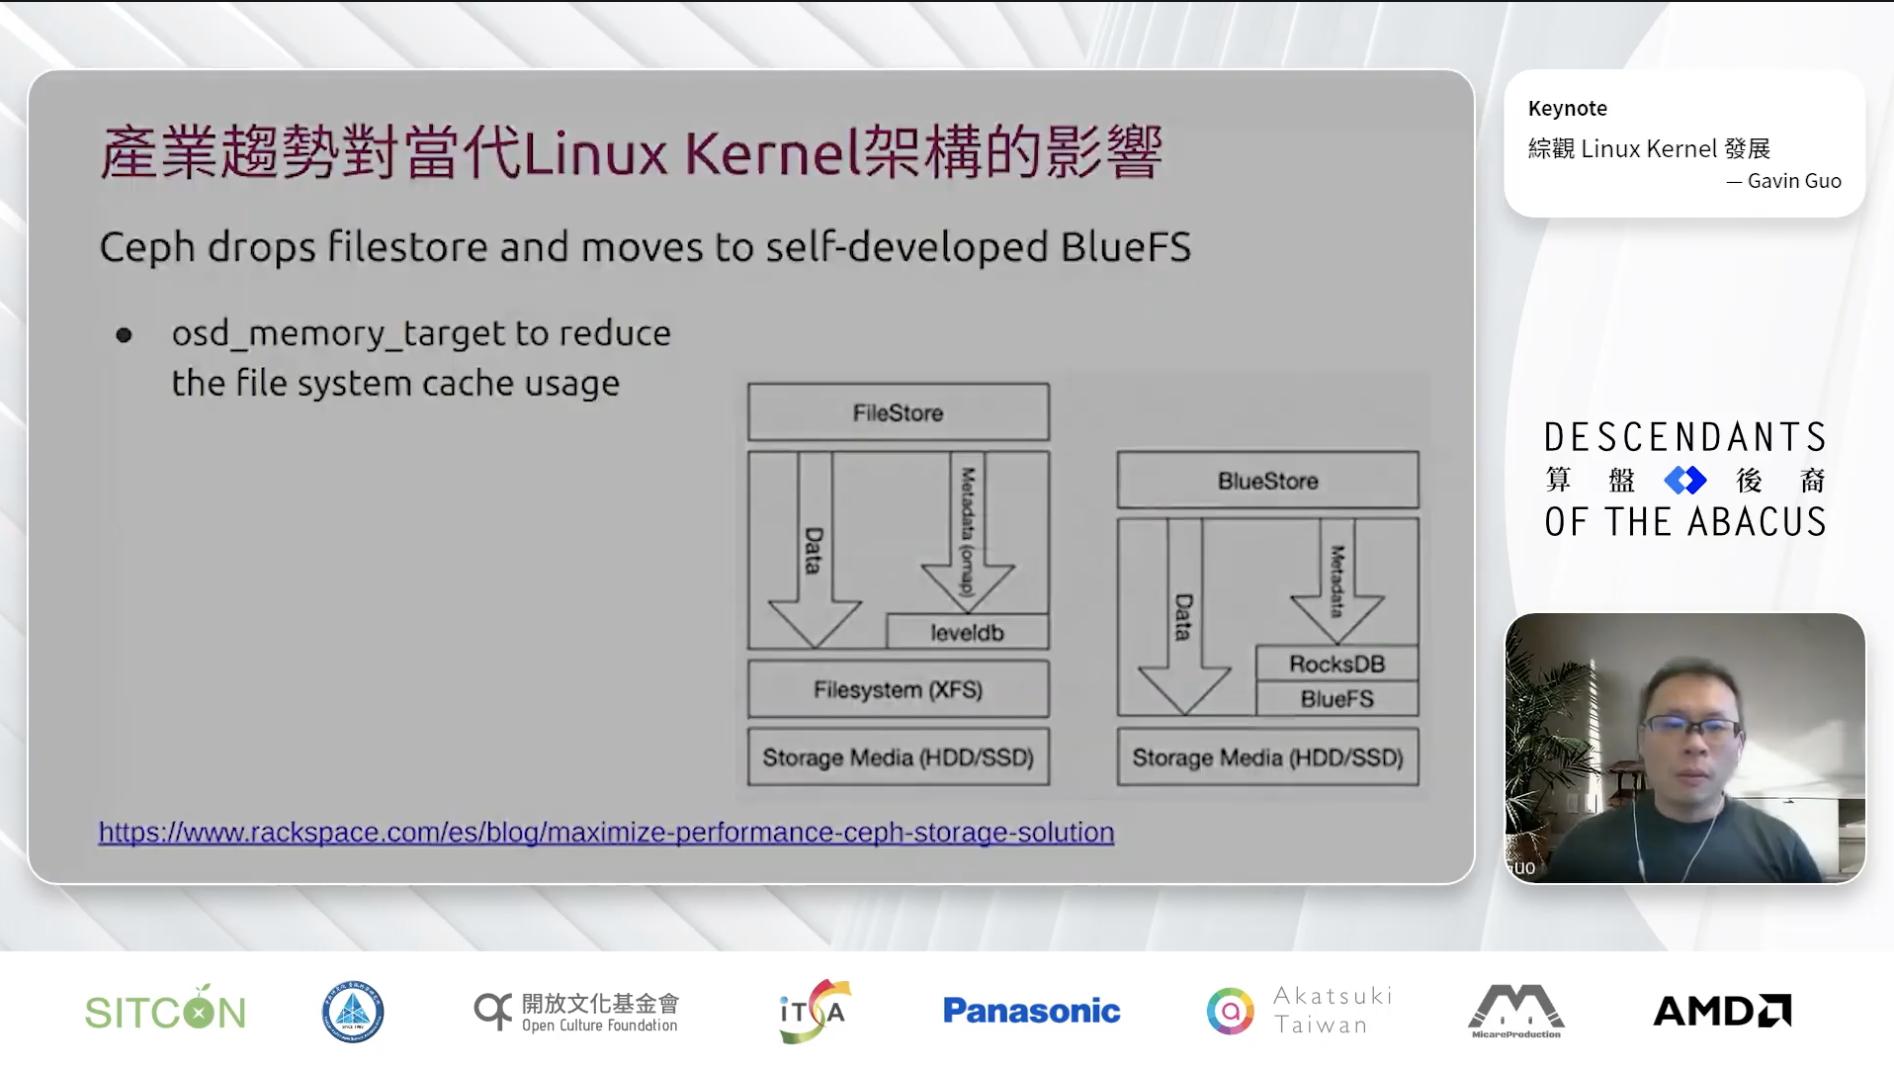 產業趨勢對當代Linux Kernel架構的影響
Ceph drops filestore and moves to self-developed BlueFS
● osd_memory_target to reduce
the file system cache usage
FileStore
Data
Metadata (omap)
leveldb
Filesystem (XFS)
Storage Media (HDD/SSD)
BlueStore
Data
Metadata
RocksDB
BlueFS
Storage Media (HDD/SSD)
https://www.rackspace.com/es/blog/maximize-performance-ceph-storage-solution
Keynote
綜觀 Linux Kernel 發展
— Gavin Guo
DESCENDANTS
算盤後裔
OF THE ABACUS
uo
SITCON
開放文化基金會
Open Culture Foundation
iTSA
Panasonic
Akatsuki
Taiwan
MicareProduction
AMD